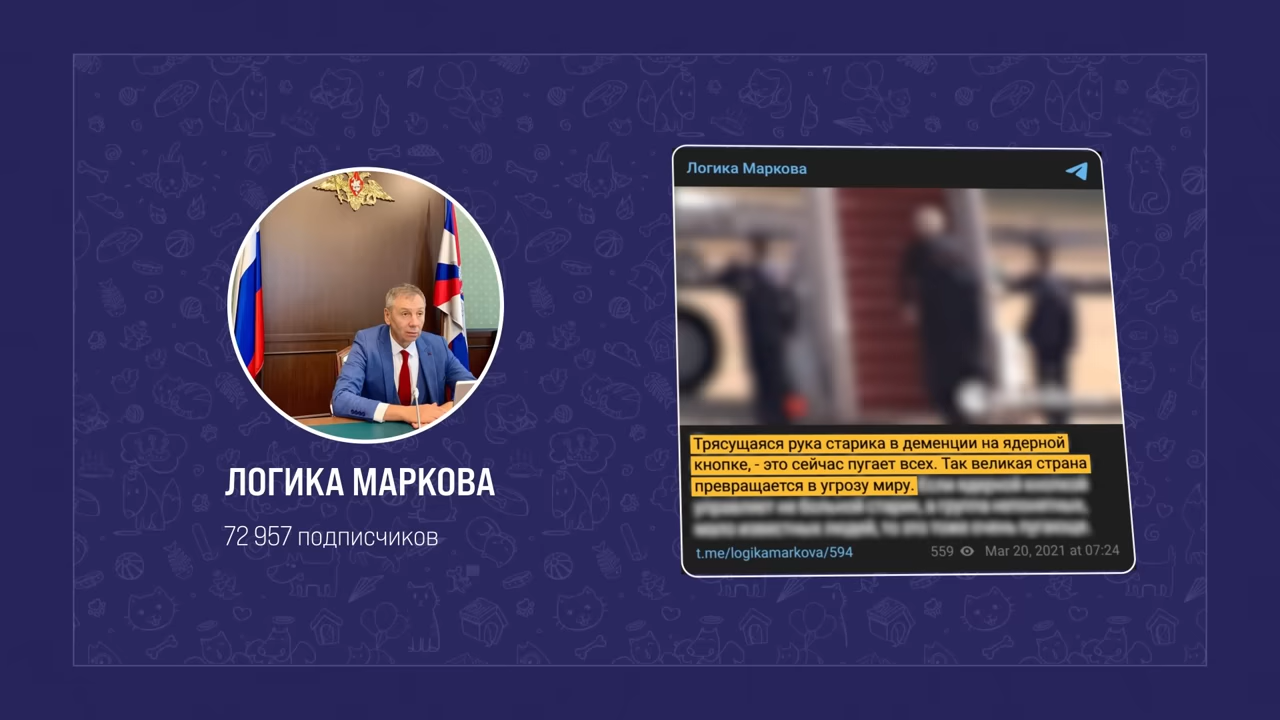 ЛОГИКА МАРКОВА
72 957 подписчиков
Логика Маркова
Трясущаяся рука старика в деменции на ядерной
кнопке, - это сейчас пугает всех. Так великая страна
превращается в угрозу миру.
t.me/logikamarkova/594
559 Mar 20, 2021 at 07:24